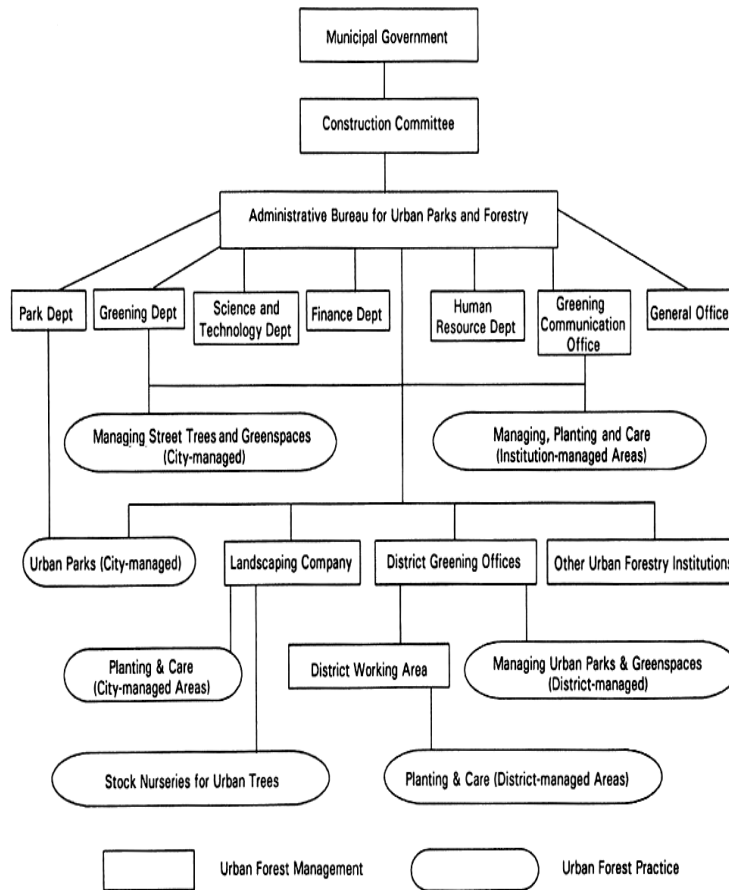 Municipal Government
Construction Committee
Administrative Bureau for Urban Parks and Forestry
Park Dept
Greening Dept
Science and
Technology Dept
Finance Dept
Human
Resource Dept
Greening
Communication
Office
General Office
Managing Street Trees and Greenspaces
(City-managed)
Managing, Planting and Care
(Institution-managed Areas)
Urban Parks (City-managed)
Landscaping Company
District Greening Offices
Other Urban Forestry Institutions
Planting & Care
(City-managed Areas)
District Working Area
Managing Urban Parks & Greenspaces
(District-managed)
Stock Nurseries for Urban Trees
Planting & Care (District-managed Areas)
Urban Forest Management
Urban Forest Practice